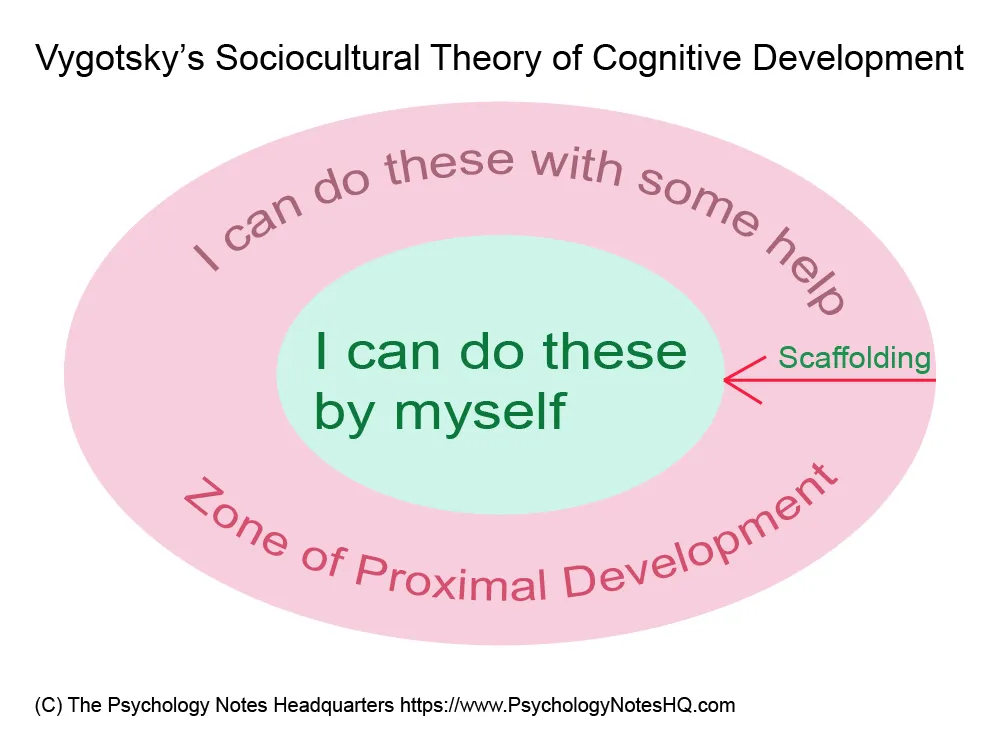 Vygotsky’s Sociocultural Theory of Cognitive Development
I can do these with some help
I can do these
by myself
Scaffolding
Zone of Proximal Development
(C) The Psychology Notes Headquarters https://www.PsychologyNotesHQ.com